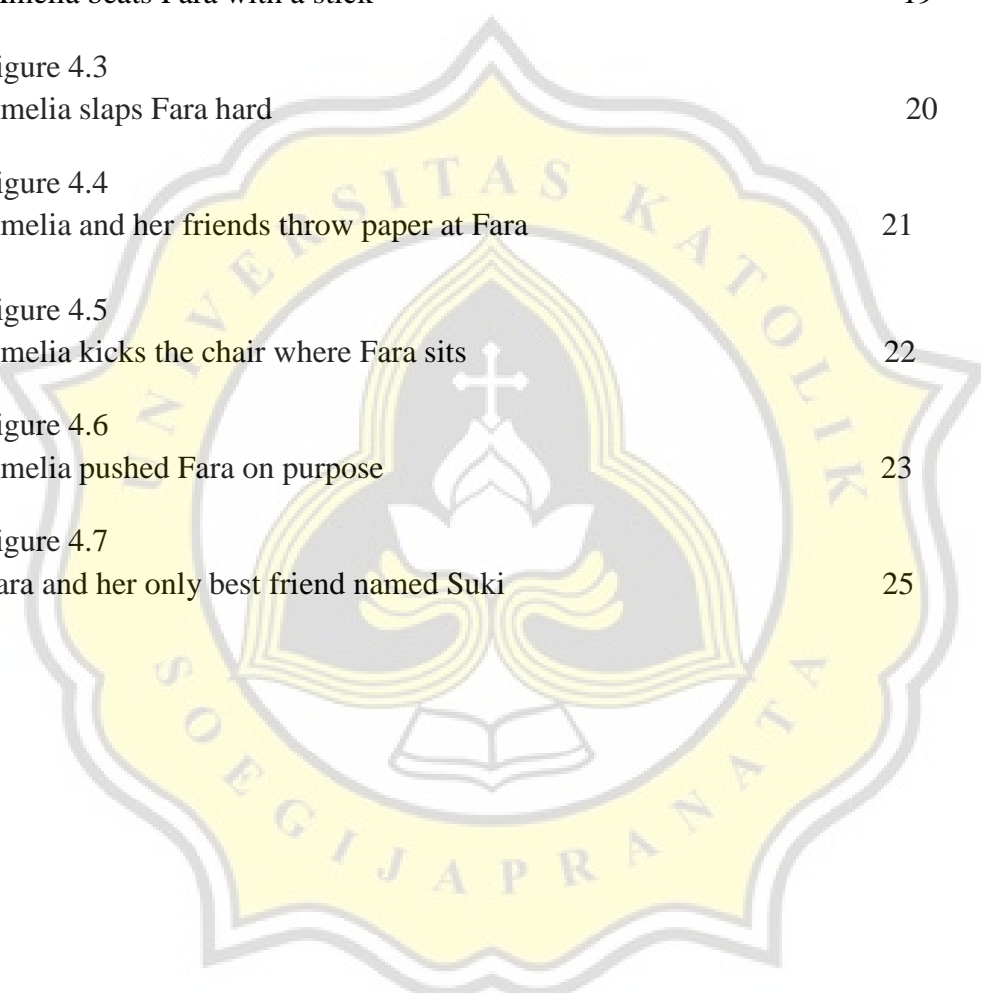 melia beats Fara with a stick 19
igure 4.3
melia slaps Fara hard 20
igure 4.4
melia and her friends throw paper at Fara 21
igure 4.5
melia kicks the chair where Fara sits 22
igure 4.6
melia pushed Fara on purpose 23
igure 4.7
ara and her only best friend named Suki 25
UNIVERSITAS KATOLIK
SOEGIJAPRANATA